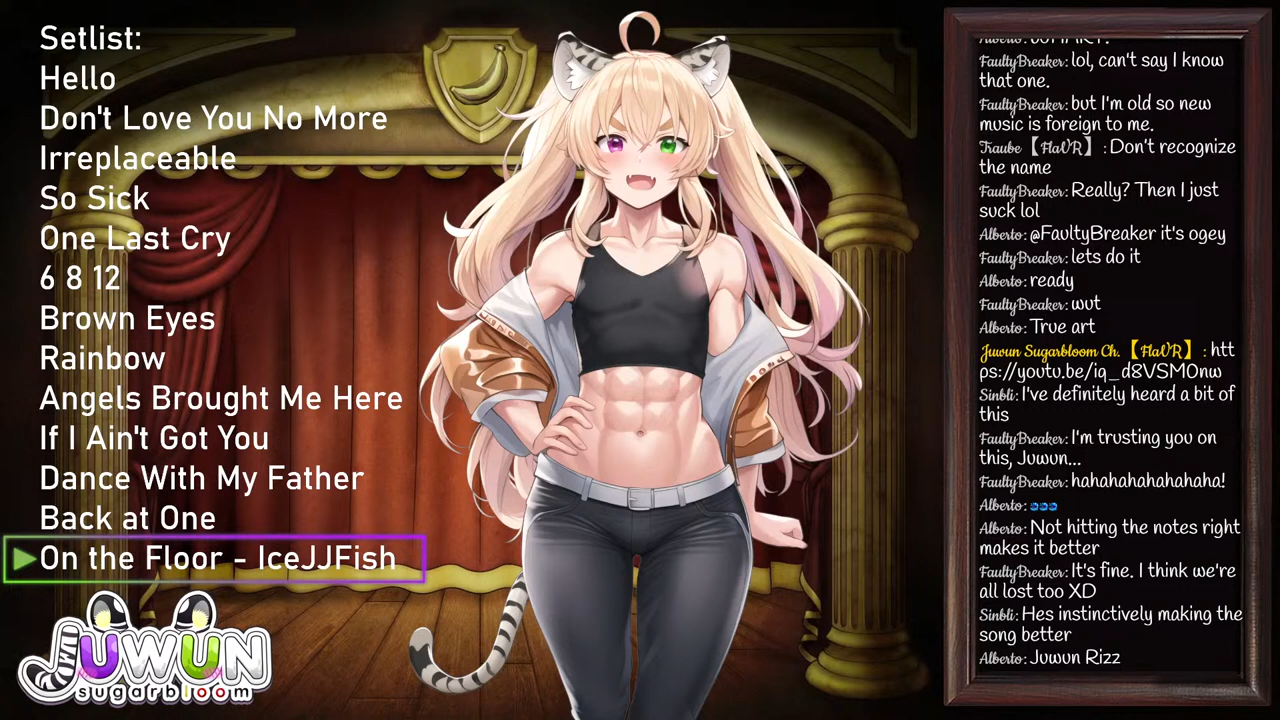 Setlist:
Hello
Don't Love You No More
Irreplaceable
So Sick
One Last Cry
6 8 12
Brown Eyes
Rainbow
Angels Brought Me Here
If I Ain't Got You
Dance With My Father
Back at One
On the Floor - IceJJFish
JUWUN
sugarbloom
FaultyBreaker: lol, can't say I know
that one.
FaultyBreaker: but I'm old so new
music is foreign to me.
Traube【FlaVR】: Don't recognize
the name
FaultyBreaker: Really? Then I just
suck lol
Alberto: @FaultyBreaker it's ogey
FaultyBreaker: lets do it
Alberto: ready
FaultyBreaker: wut
Alberto: True art
Juwun Sugarbloom Ch.【FlaVR】: htt
ps://youtu.be/iq_d8VSM0nw
Sinbli: I've definitely heard a bit of
this
FaultyBreaker: I'm trusting you on
this, Juwun...
FaultyBreaker: hahahahahahahaha!
Alberto:
Alberto: Not hitting the notes right
makes it better
FaultyBreaker: It's fine. I think we're
all lost too XD
Sinbli: Hes instinctively making the
song better
Alberto: Juwun Rizz